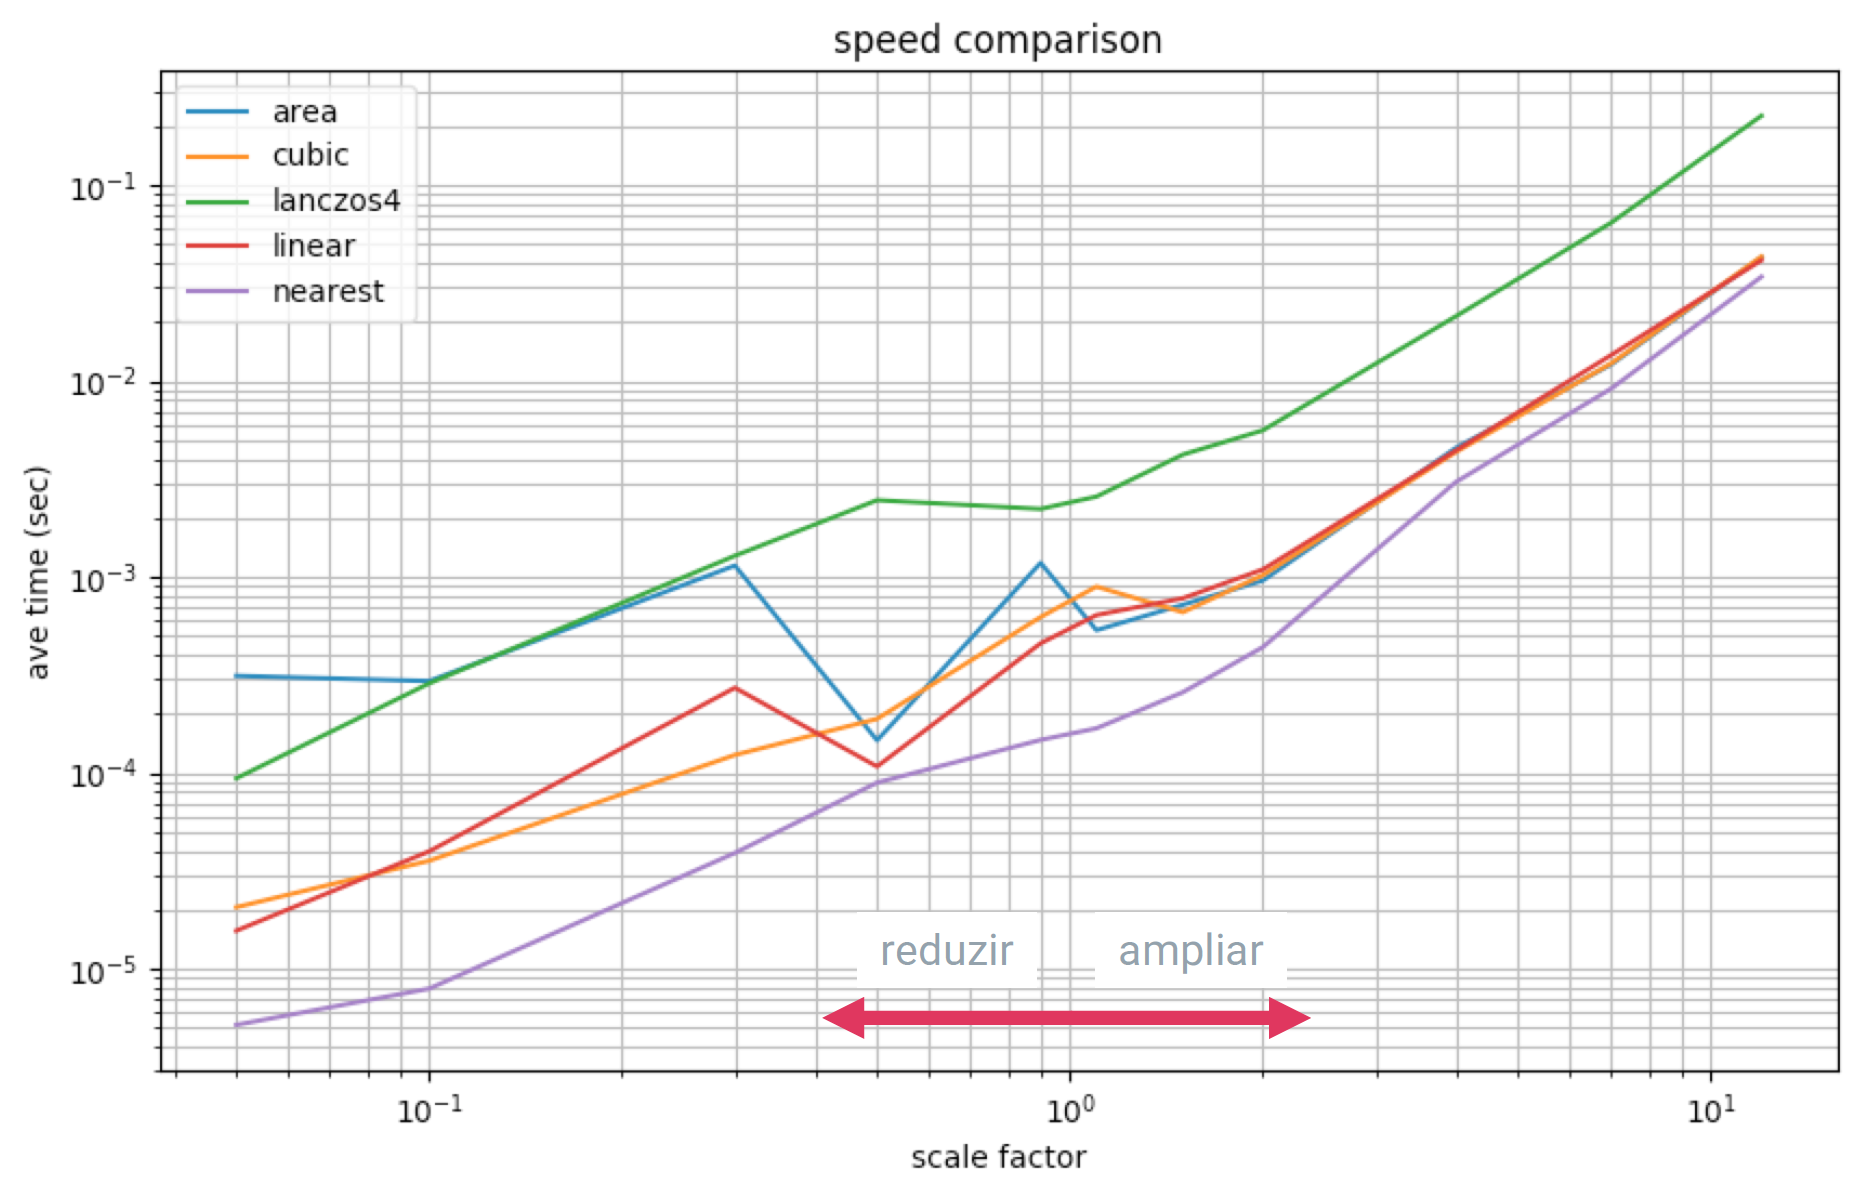 speed comparison
area
cubic
lanczos4
linear
nearest
10⁻¹
10⁻²
10⁻³
10⁻⁴
10⁻⁵
ave time (sec)
reduzir ampliar
10⁻¹ 10⁰ 10¹
scale factor